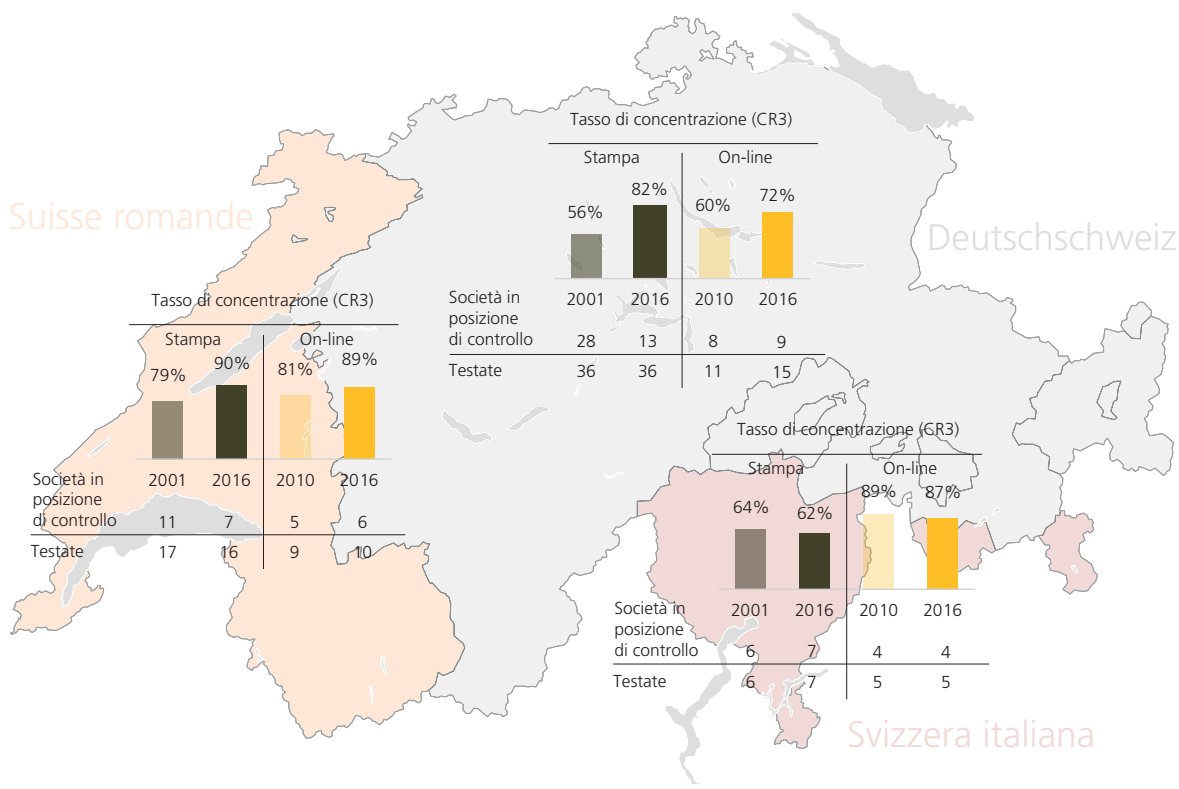 Tasso di concentrazione (CR3)
Stampa On-line
56% 82% 60% 72%
Società in
posizione
di controllo
2001 2016 2010 2016
28 13 8 9
Testate 36 36 11 15
Suisse romande
Deutschschweiz
Tasso di concentrazione (CR3)
Stampa On-line
79% 90% 81% 89%
Società in
posizione
di controllo
2001 2016 2010 2016
11 7 5 6
Testate 17 16 9 10
Tasso di concentrazione (CR3)
Stampa On-line
64% 62% 89% 87%
Società in
posizione
di controllo
2001 2016 2010 2016
6 7 4 4
Testate 6 7 5 5
Svizzera italiana